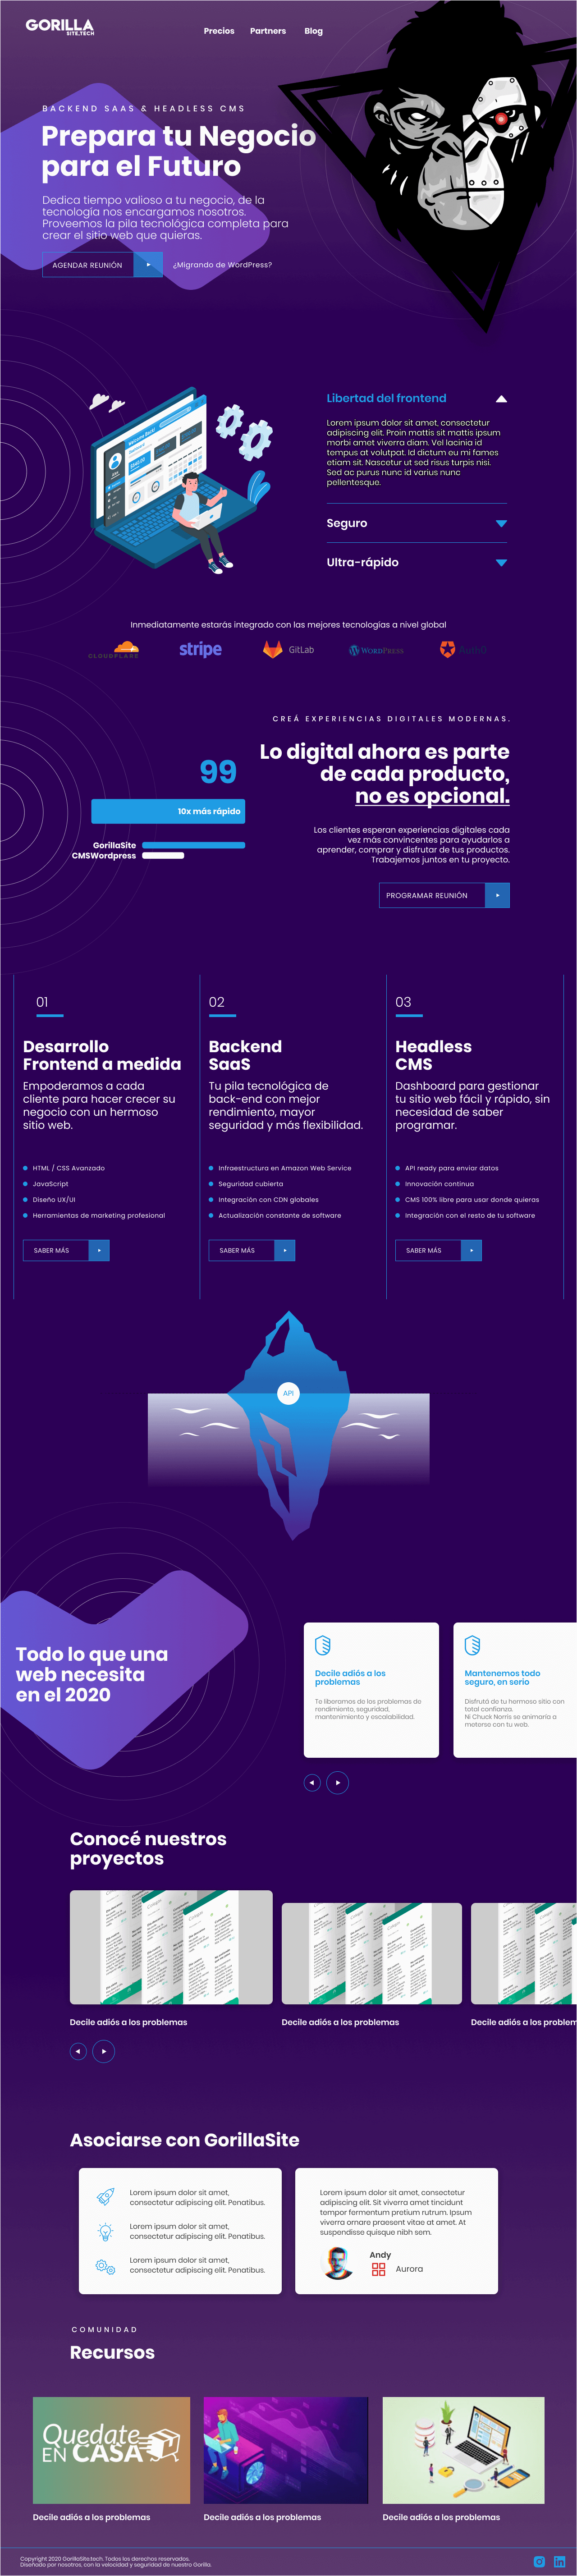 GORILLA
SITE.TECH
Precios Partners Blog
BACKEND SAAS & HEADLESS CMS
Prepara tu Negocio
para el Futuro
Dedica tiempo valioso a tu negocio, de la
tecnología nos encargamos nosotros.
Proveemos la pila tecnológica completa para
crear el sitio web que quieras.
AGENDAR REUNIÓN
¿Migrando de WordPress?
Libertad del frontend
Lorem ipsum dolor sit amet, consectetur
adipiscing elit. Proin mattis sit mattis ipsum
morbi amet viverra diam. Vel lacinia id
tempus at volutpat. Id dictum eu mi fames
etiam sit. Nascetur ut sed risus turpis nisi.
Sed ac purus nunc id varius nunc
pellentesque.
Seguro
Ultra-rápido
Inmediatamente estarás integrado con las mejores tecnologías a nivel global
CLOUDFLARE
stripe
GitLab
WORDPRESS
Auth0
CREÁ EXPERIENCIAS DIGITALES MODERNAS.
Lo digital ahora es parte
de cada producto,
no es opcional.
99
10x más rápido
GorillaSite
CMSWordpress
Los clientes esperan experiencias digitales cada
vez más convincentes para ayudarlos a
aprender, comprar y disfrutar de tus productos.
Trabajemos juntos en tu proyecto.
PROGRAMAR REUNIÓN
01
Desarrollo
Frontend a medida
Empoderamos a cada
cliente para hacer crecer su
negocio con un hermoso
sitio web.
HTML / CSS Avanzado
JavaScript
Diseño UX/UI
Herramientas de marketing profesional
SABER MÁS
02
Backend
SaaS
Tu pila tecnológica de
back-end con mejor
rendimiento, mayor
seguridad y más flexibilidad.
Infraestructura en Amazon Web Service
Seguridad cubierta
Integración con CDN globales
Actualización constante de software
SABER MÁS
03
Headless
CMS
Dashboard para gestionar
tu sitio web fácil y rápido, sin
necesidad de saber
programar.
API ready para enviar datos
Innovación continua
CMS 100% libre para usar donde quieras
Integración con el resto de tu software
SABER MÁS
API
Todo lo que una
web necesita
en el 2020
Decile adiós a los
problemas
Te liberamos de los problemas de
rendimiento, seguridad,
mantenimiento y escalabilidad.
Mantenemos todo
seguro, en serio
Disfrutá de tu hermoso sitio con
total confianza.
Ni Chuck Norris se animaría a
meterse con tu web.
Conocé nuestros
proyectos
Decile adiós a los problemas
Decile adiós a los problemas
Decile adiós a los problem
Asociarse con GorillaSite
Lorem ipsum dolor sit amet,
consectetur adipiscing elit. Penatibus.
Lorem ipsum dolor sit amet,
consectetur adipiscing elit. Penatibus.
Lorem ipsum dolor sit amet,
consectetur adipiscing elit. Penatibus.
Lorem ipsum dolor sit amet, consectetur
adipiscing elit. Sit viverra amet tincidunt
tempor fermentum pretium rutrum. Ipsum
viverra ornare praesent vitae at amet. At
suspendisse quisque nibh sem.
Andy
Aurora
COMUNIDAD
Recursos
Quedate
EN CASA
Decile adiós a los problemas
Decile adiós a los problemas
Decile adiós a los problemas
Copyright 2020 GorillaSite.tech. Todos los derechos reservados.
Diseñado por nosotros, con la velocidad y seguridad de nuestro Gorilla.